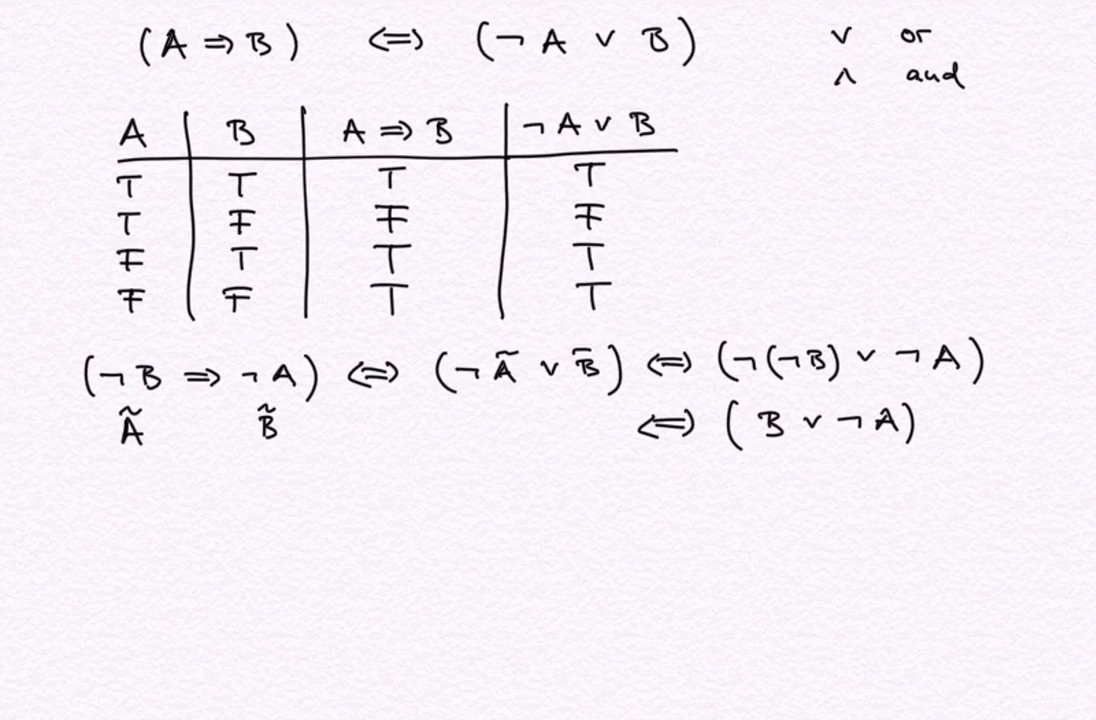 (A ⇒ B) ⇔ (¬ A ∨ B) ∨ or
∧ and
A B A ⇒ B ¬ A ∨ B
T T T T
T F F F
F T T T
F F T T
(¬ B ⇒ ¬ A) ⇔ (¬ Ã ∨ B̃) ⇔ (¬(¬B) ∨ ¬ A)
Ã B̃ ⇔ (B ∨ ¬ A)